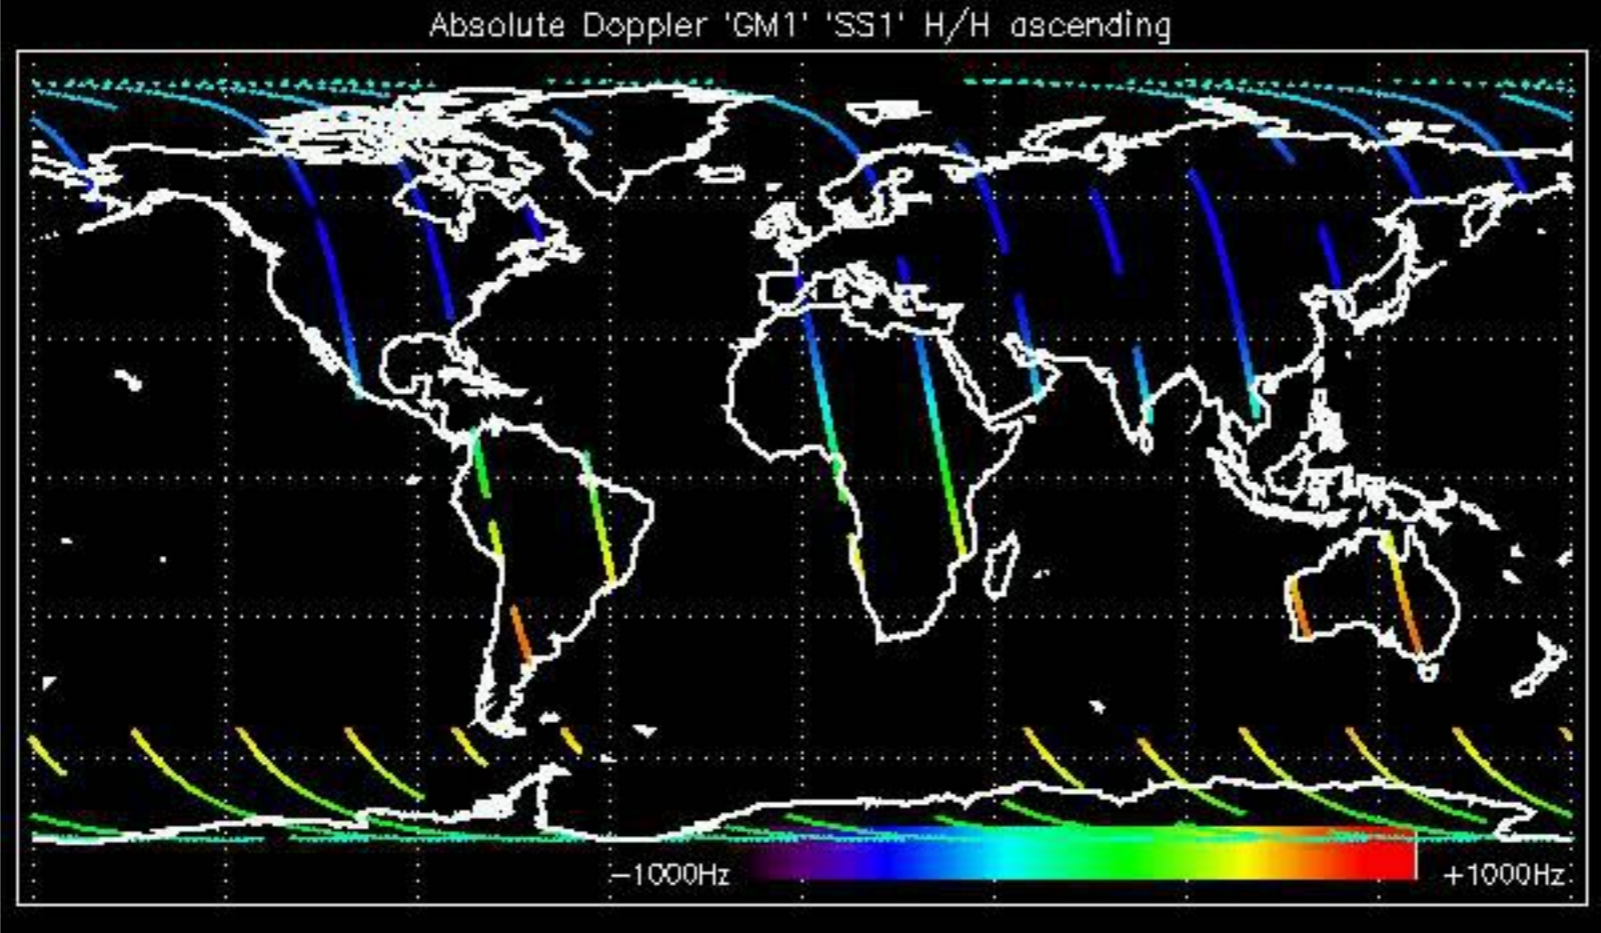 Absolute Doppler 'GM1' 'SS1' H/H ascending
−1000Hz
+1000Hz